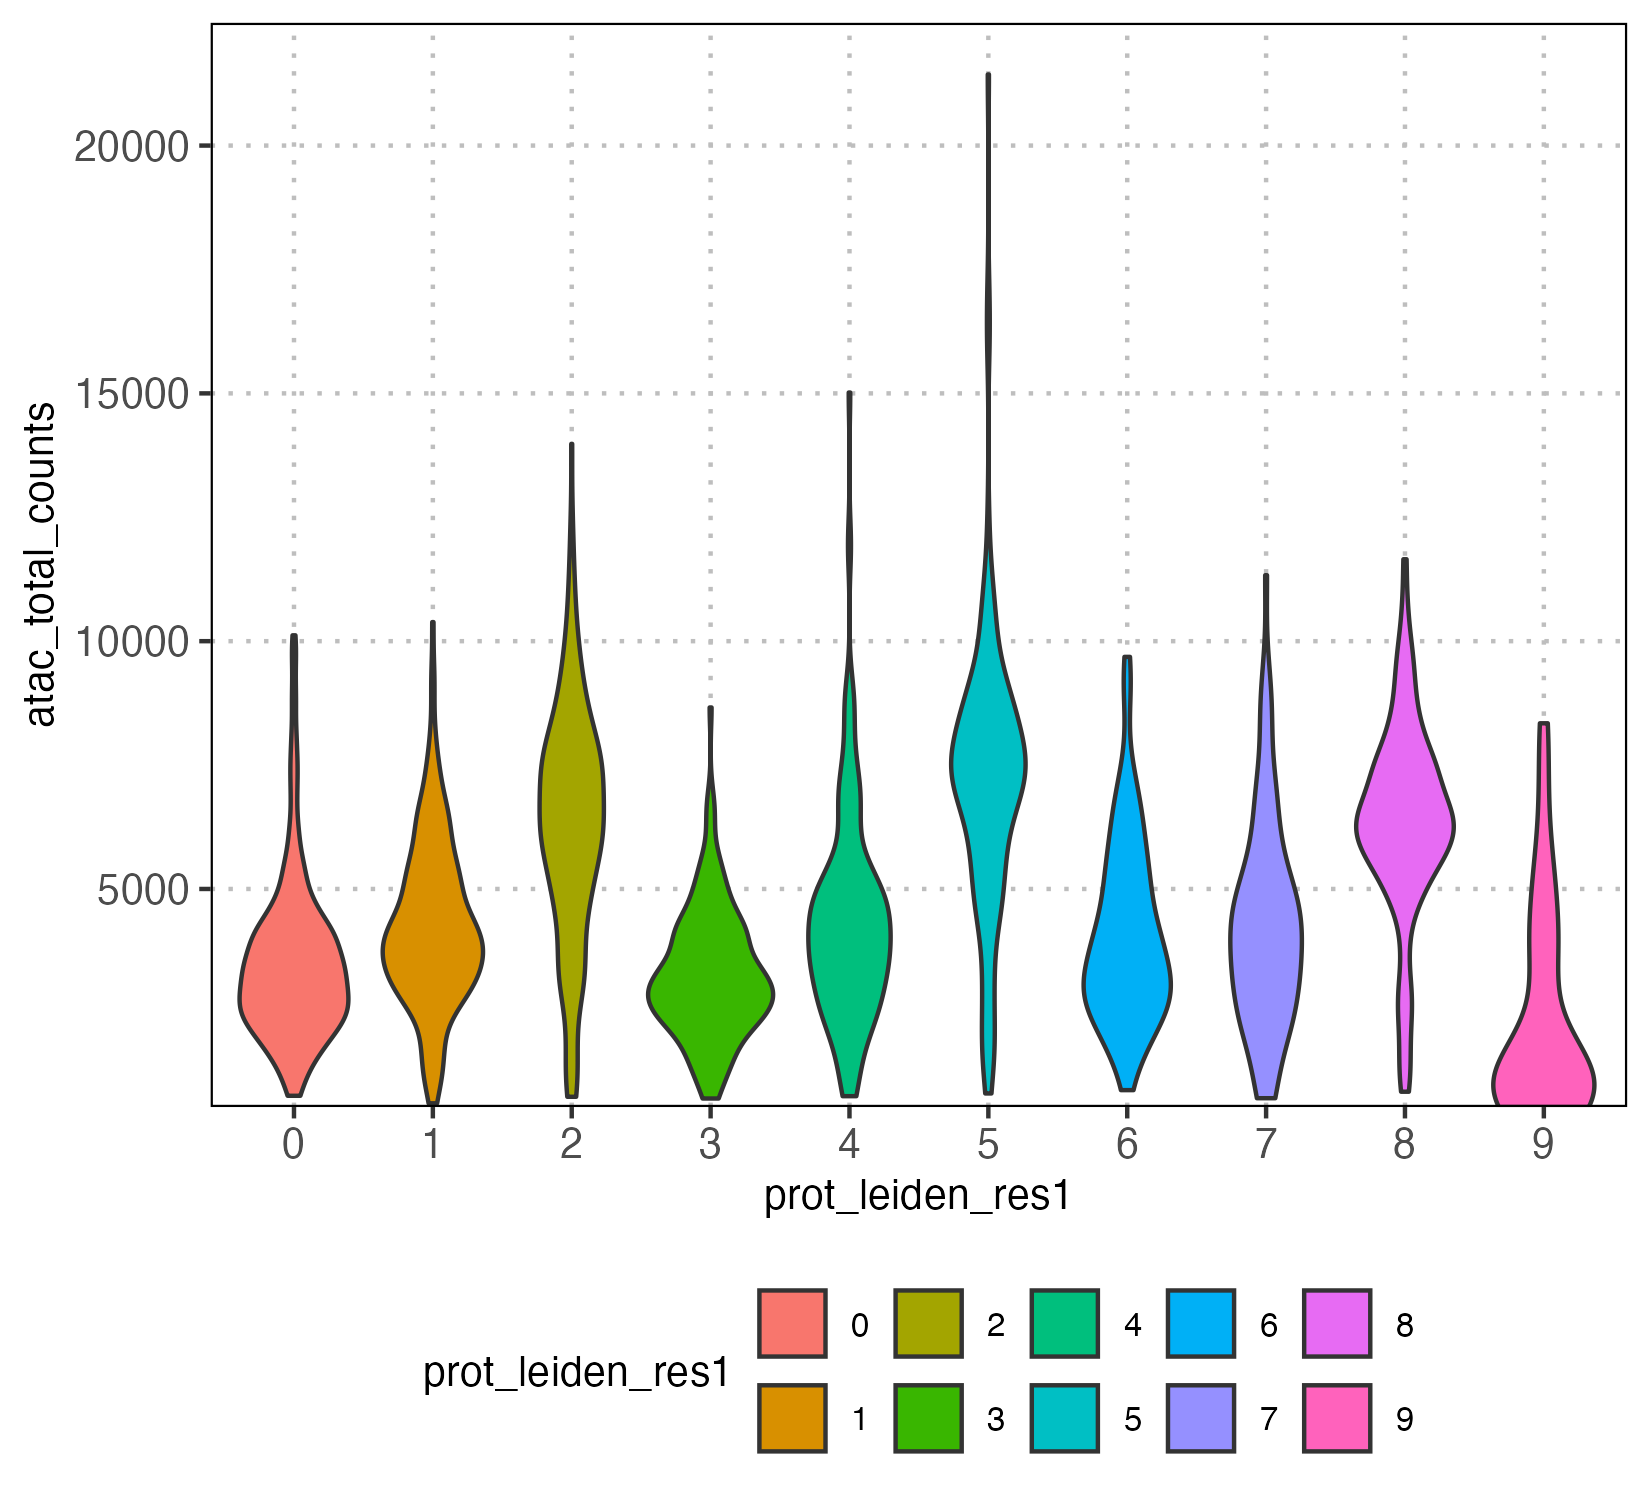 atac_total_counts
20000
15000
10000
5000
0 1 2 3 4 5 6 7 8 9
prot_leiden_res1
prot_leiden_res1
0 2 4 6 8
1 3 5 7 9